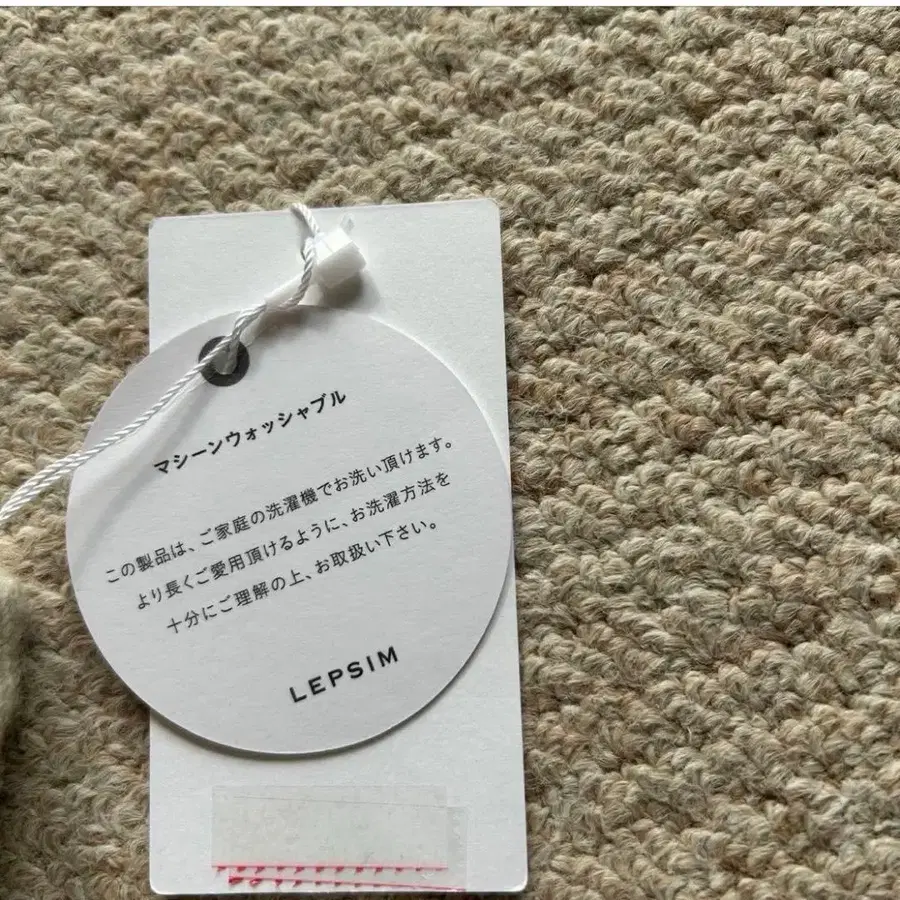 マシーンウォッシャブル
この製品は、ご家庭の洗濯機でお洗い頂けます。
より長くご愛用頂けるように、お洗濯方法を
十分にご理解の上、お取扱い下さい。
LEPSIM